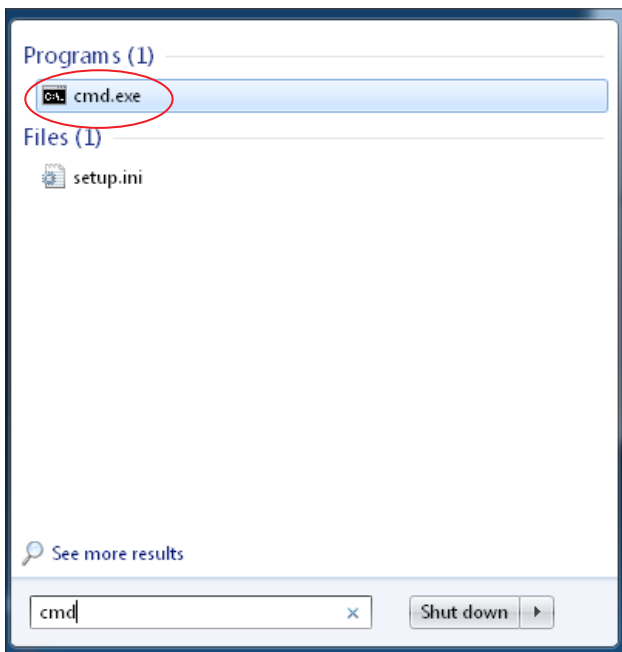 Programs (1)
cmd.exe
Files (1)
setup.ini
See more results
cmd
Shut down